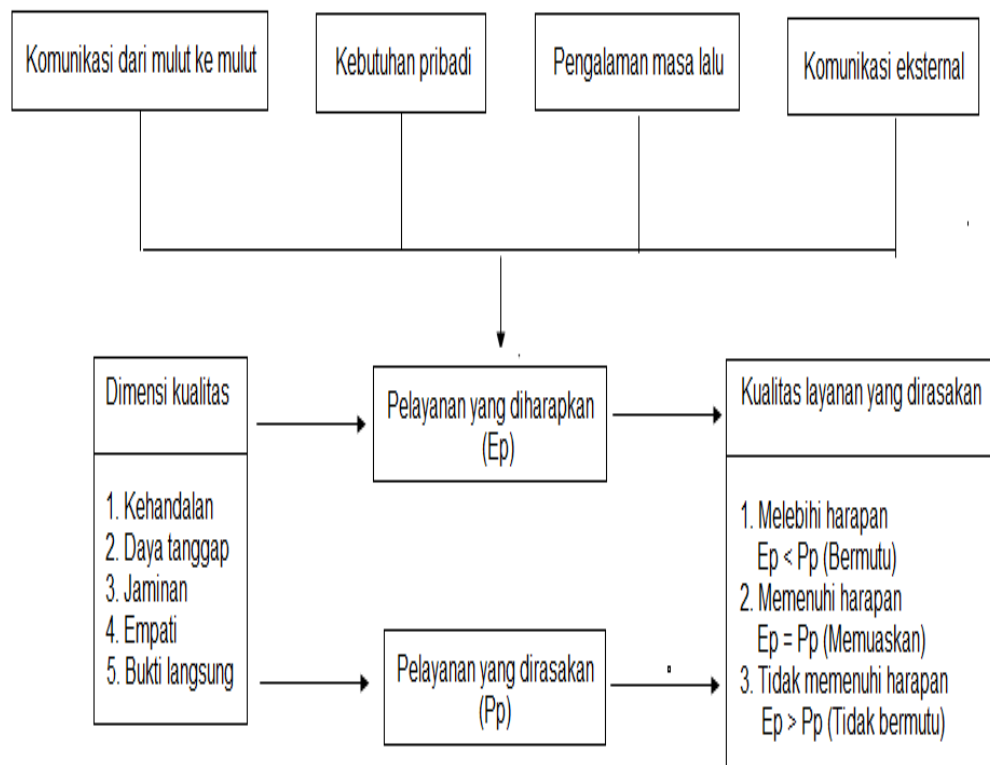 Komunikasi dari mulut ke mulut
Kebutuhan pribadi
Pengalaman masa lalu
Komunikasi eksternal
Dimensi kualitas
1. Kehandalan
2. Daya tanggap
3. Jaminan
4. Empati
5. Bukti langsung
Pelayanan yang diharapkan
(Ep)
Pelayanan yang dirasakan
(Pp)
Kualitas layanan yang dirasakan
1. Melebihi harapan
Ep < Pp (Bermutu)
2. Memenuhi harapan
Ep = Pp (Memuaskan)
3. Tidak memenuhi harapan
Ep > Pp (Tidak bermutu)